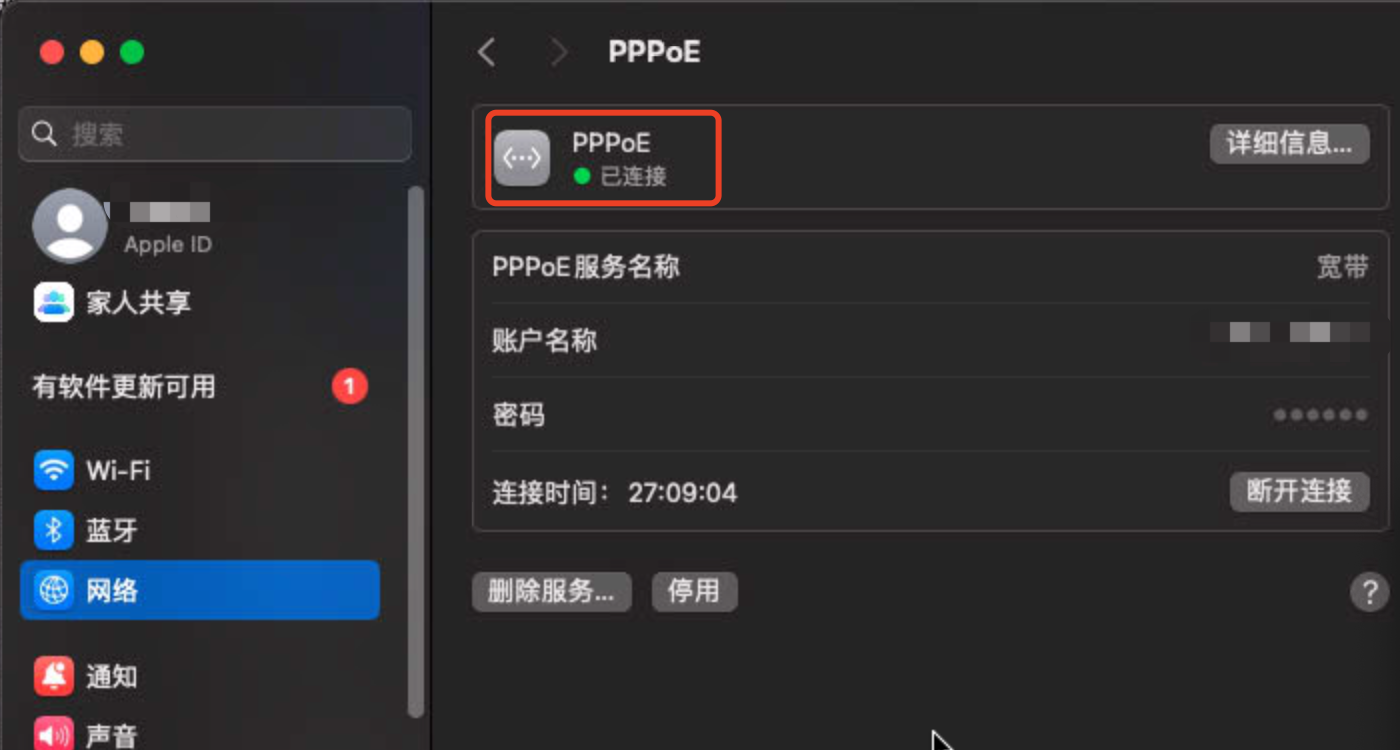 搜索
Apple ID
家人共享
有软件更新可用
1
Wi-Fi
蓝牙
网络
通知
声音
PPPoE
PPPoE
已连接
详细信息...
PPPoE服务名称
宽带
账户名称
密码
连接时间： 27:09:04
断开连接
删除服务...
停用
?